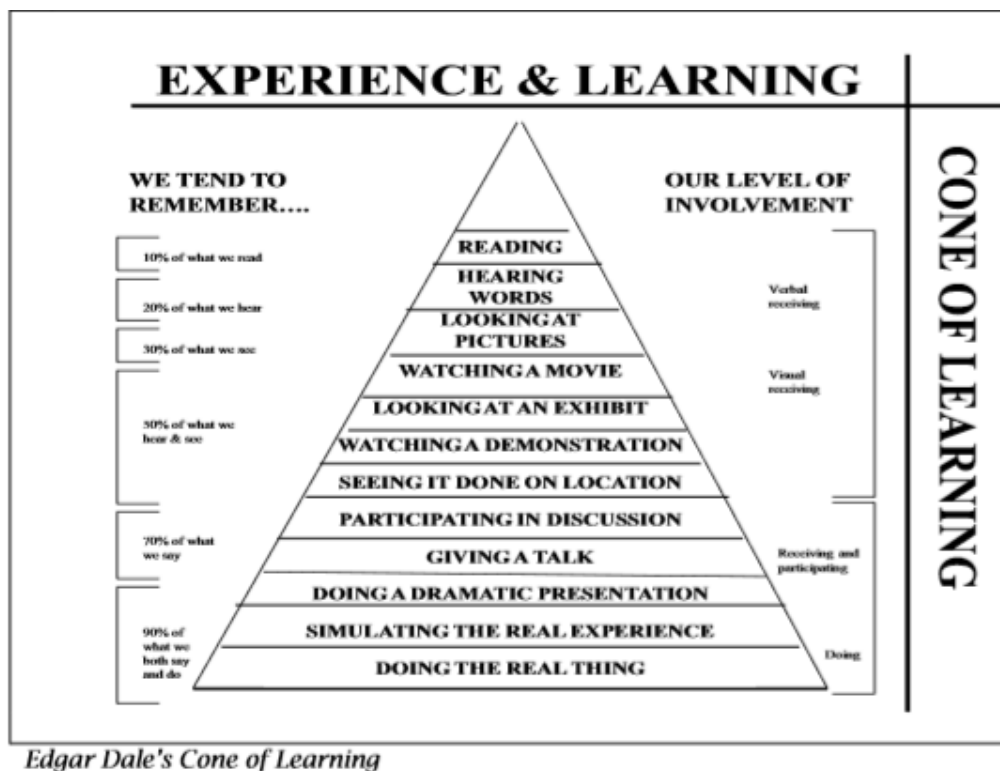 EXPERIENCE & LEARNING
WE TEND TO
REMEMBER....
OUR LEVEL OF
INVOLVEMENT
CONE OF LEARNING
10% of what we read
20% of what we hear
30% of what we see
50% of what we
hear & see
70% of what
we say
90% of
what we
both say
and do
READING
HEARING
WORDS
LOOKING AT
PICTURES
WATCHING A MOVIE
LOOKING AT AN EXHIBIT
WATCHING A DEMONSTRATION
SEEING IT DONE ON LOCATION
PARTICIPATING IN DISCUSSION
GIVING A TALK
DOING A DRAMATIC PRESENTATION
SIMULATING THE REAL EXPERIENCE
DOING THE REAL THING
Verbal
receiving
Visual
receiving
Receiving and
participating
Doing
Edgar Dale's Cone of Learning